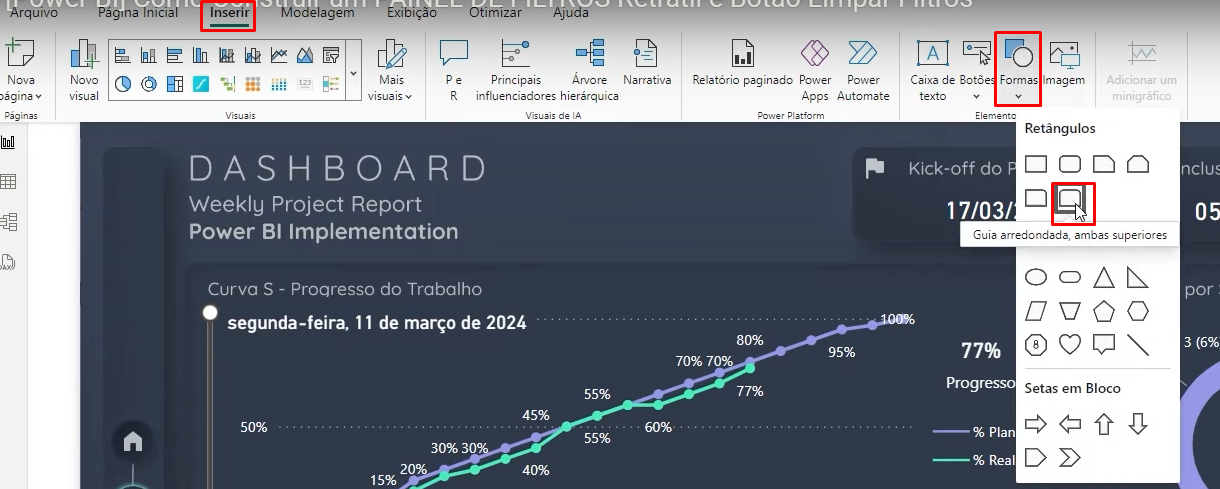 [Power BI] Como Construir um PAINEL DE FILTROS Retrátil e Botão Limpar Filtros
Arquivo Página Inicial Inserir Modelagem Exibição Otimizar Ajuda
Nova página
Novo visual
Mais visuais
P e R
Principais influenciadores
Árvore hierárquica
Narrativa
Relatório paginado
Power Apps
Power Automate
Caixa de texto
Botões
Formas
Imagem
Adicionar um minigráfico
123
Páginas
Visuais
Visuais de IA
Power Platform
Elemento
Retângulos
Guia arredondada, ambas superiores
8
Setas em Bloco
DASHBOARD
Weekly Project Report
Power BI Implementation
Kick-off do P
17/03/2
nclus
05
Curva S - Progresso do Trabalho
segunda-feira, 11 de março de 2024
100%
95%
80%
77%
70% 70%
60%
55%
55%
50%
45%
40%
30% 30%
20%
15%
77%
Progresso
% Plan
% Real
por
3 (6%
DAX